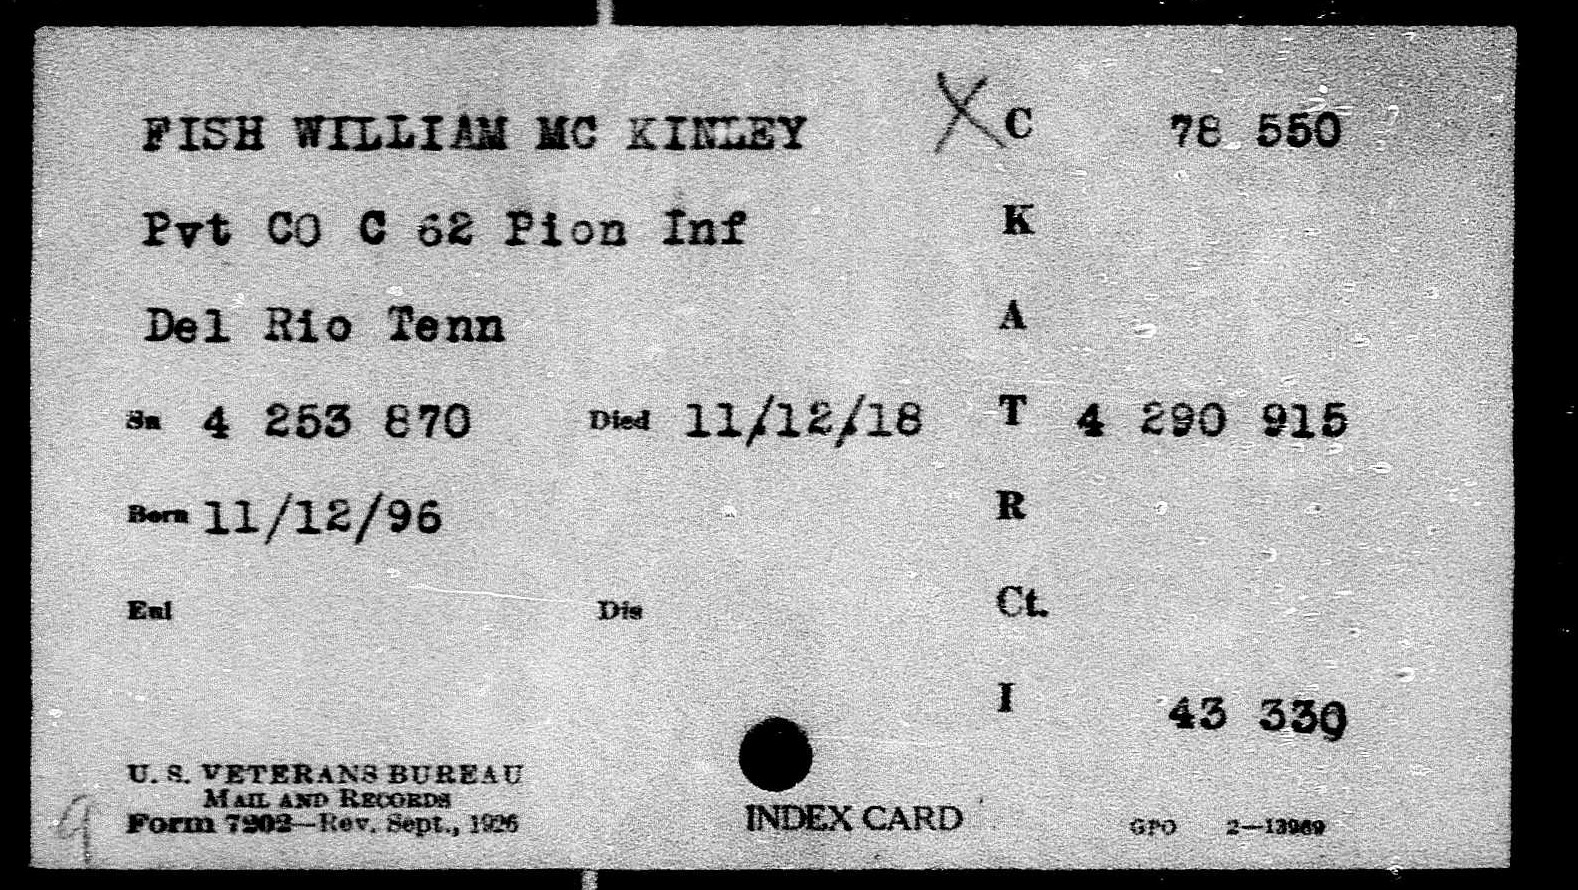 FISH WILLIAM MC KINLEY X C 78 550
Pvt CO C 62 Pion Inf K
Del Rio Tenn A
Sn 4 253 870 Died 11/12/18 T 4 290 915
Born 11/12/96 R
Enl Dis Ct.
I 43 330
U. S. VETERANS BUREAU
MAIL AND RECORDS
Form 7202—Rev. Sept., 1926
INDEX CARD
GPO 2—13969